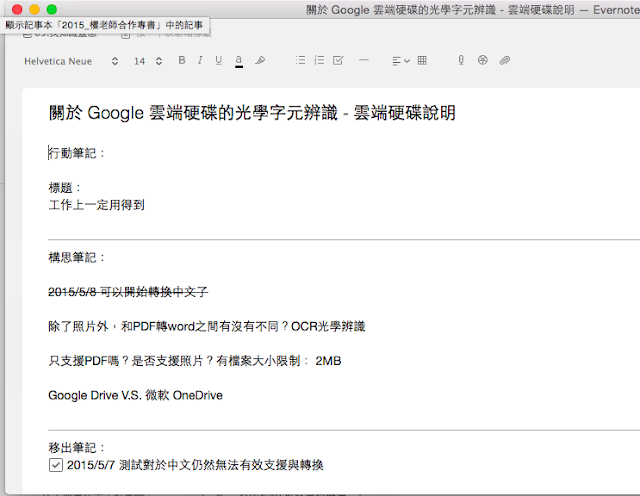 關於 Google 雲端硬碟的光學字元辨識 - 雲端硬碟說明 — Evernote
顯示記事本「2015_權老師合作專書」中的記事
Helvetica Neue 14 B I U a
關於 Google 雲端硬碟的光學字元辨識 - 雲端硬碟說明
行動筆記：
標題：
工作上一定用得到
構思筆記：
2015/5/8 可以開始轉換中文了
除了照片外，和PDF轉word之間有沒有不同？OCR光學辨識
只支援PDF嗎？是否支援照片？有檔案大小限制： 2MB
Google Drive V.S. 微軟 OneDrive
移出筆記：
2015/5/7 測試對於中文仍然無法有效支援與轉換